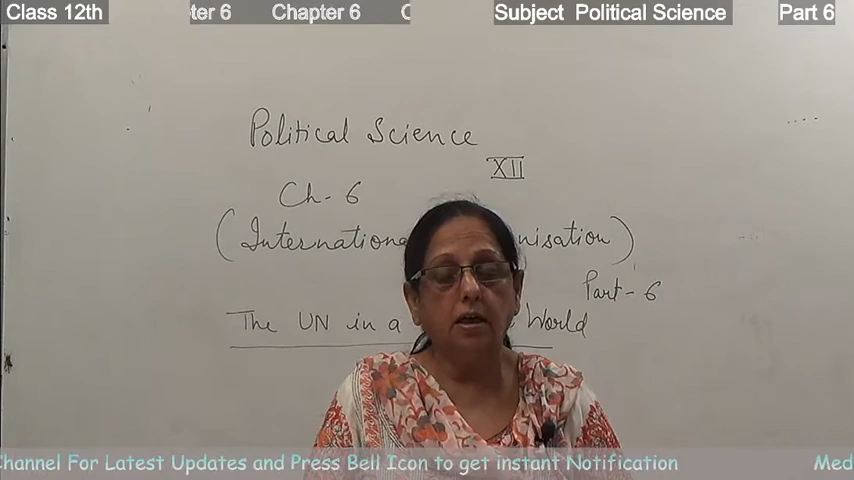 Class 12th ter 6 Chapter 6 Subject Political Science Part 6
Political Science
XII
Ch- 6
(Internationa nisation)
Part- 6
The UN in a World
Channel For Latest Updates and Press Bell Icon to get instant Notification Med